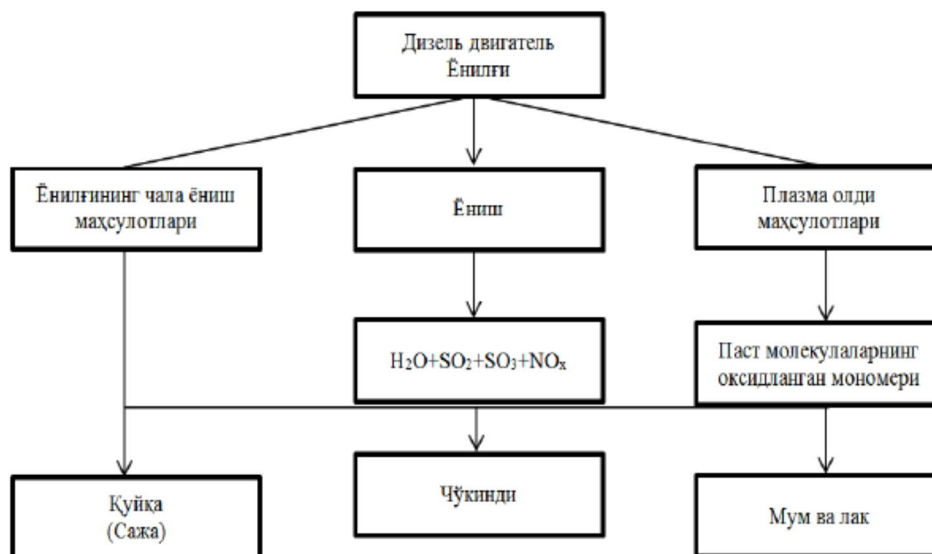 Дизель двигатель
Ёнилғи
Ёнилғининг чала ёниш
маҳсулотлари
Ёниш
Плазма олди
маҳсулотлари
H₂O+SO₂+SO₃+NOₓ
Паст молекулаларнинг
оксидланган мономери
Қуйқа
(Сажа)
Чўкинди
Мум ва лак